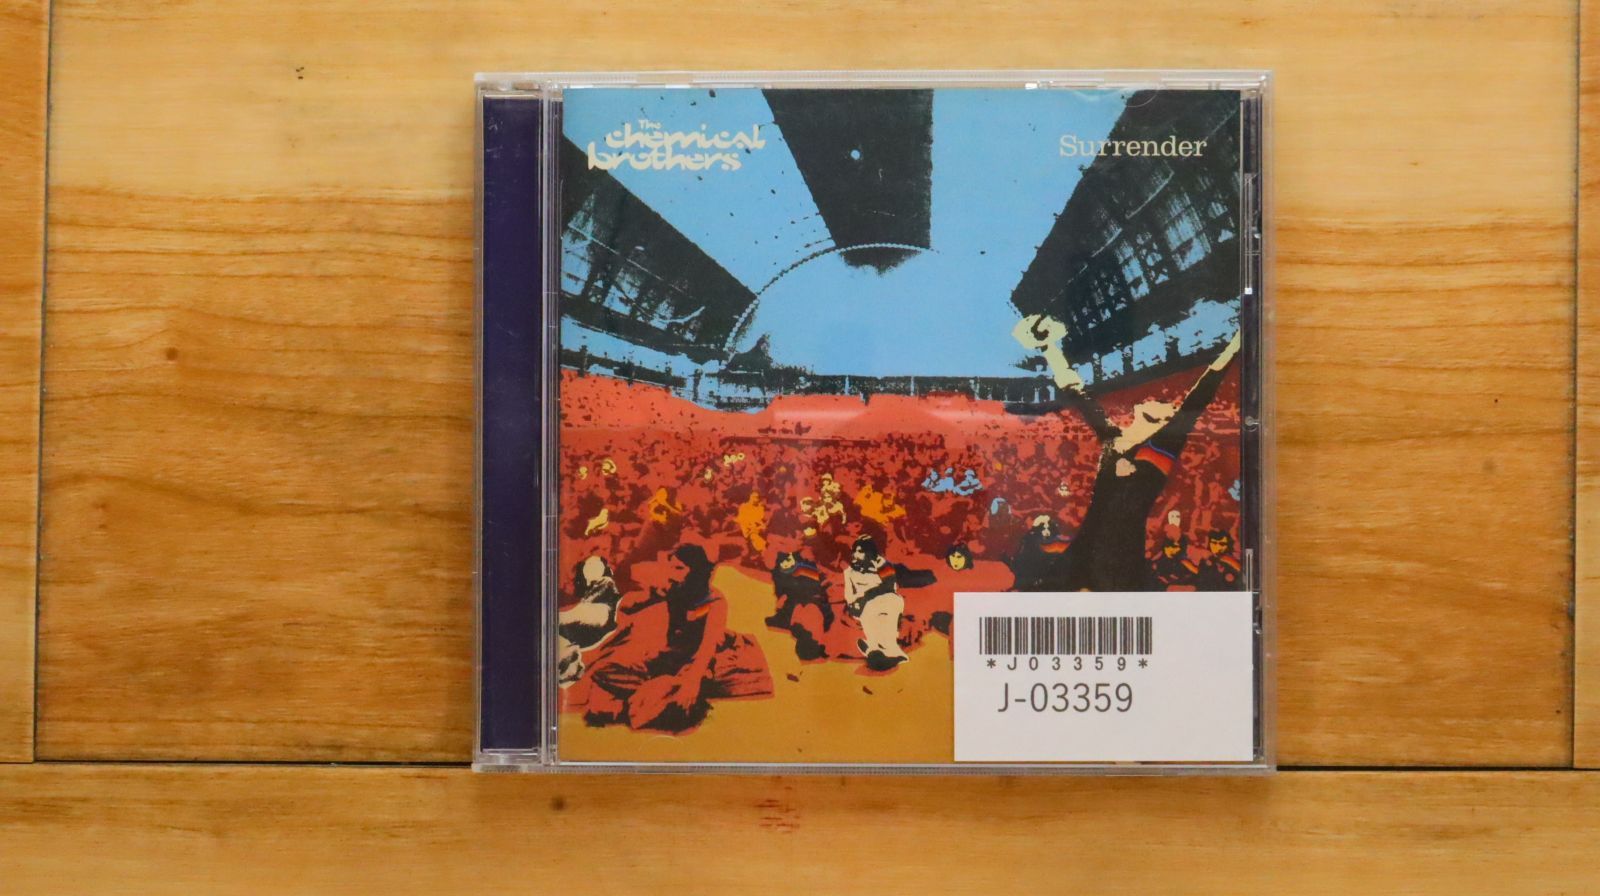 The
chemical
brothers
Surrender
*J03359*
J-03359